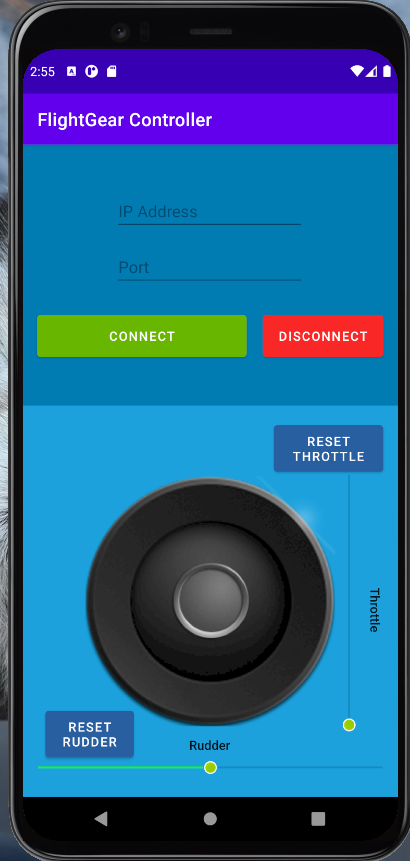 2:55
FlightGear Controller
IP Address
Port
CONNECT
DISCONNECT
RESET
THROTTLE
Throttle
RESET
RUDDER
Rudder